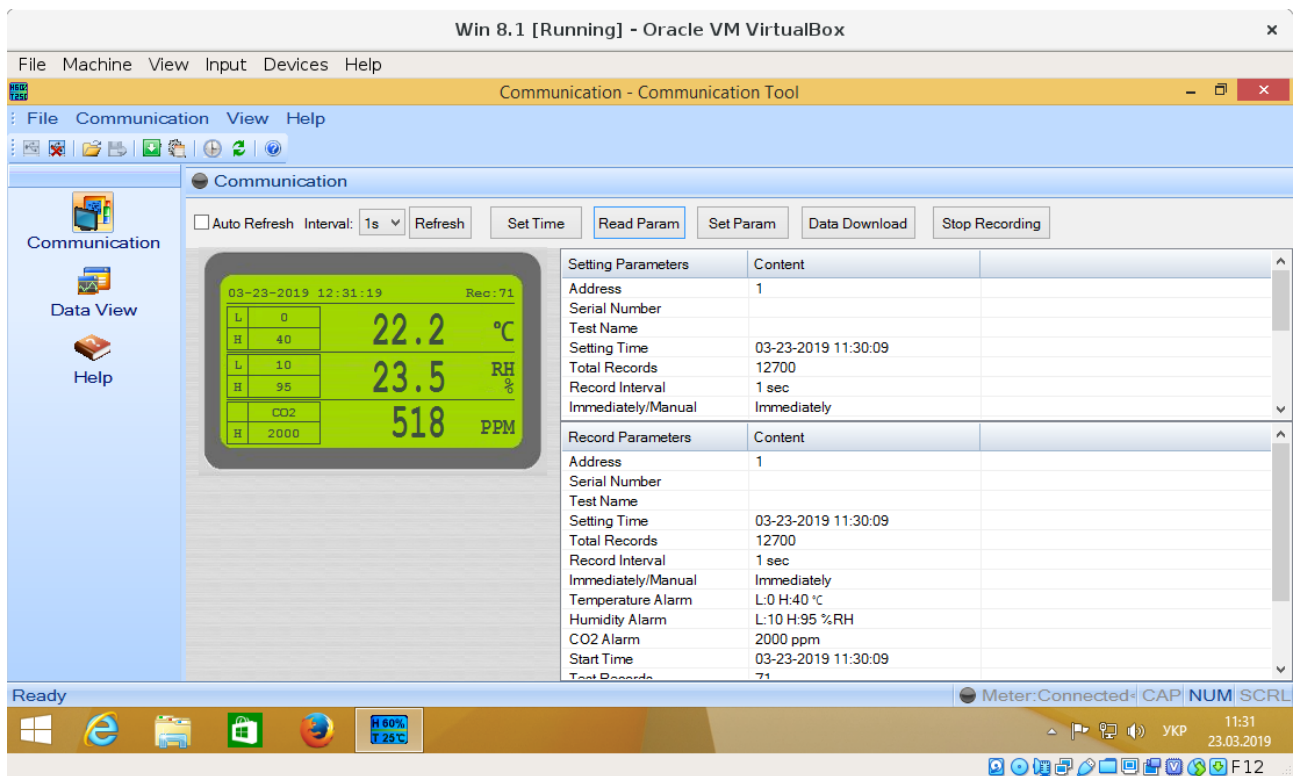 Win 8.1 [Running] - Oracle VM VirtualBox
File Machine View Input Devices Help
H60% T25C
Communication - Communication Tool
File Communication View Help
Communication
Communication
Data View
Help
Auto Refresh Interval: 1s Refresh Set Time Read Param Set Param Data Download Stop Recording
03-23-2019 12:31:19 Rec:71
L 0
H 40
22.2 °C
L 10
H 95
23.5 RH %
CO2
H 2000
518 PPM
Setting Parameters Content
Address 1
Serial Number
Test Name
Setting Time 03-23-2019 11:30:09
Total Records 12700
Record Interval 1 sec
Immediately/Manual Immediately
Record Parameters Content
Address 1
Serial Number
Test Name
Setting Time 03-23-2019 11:30:09
Total Records 12700
Record Interval 1 sec
Immediately/Manual Immediately
Temperature Alarm L:0 H:40 °C
Humidity Alarm L:10 H:95 %RH
CO2 Alarm 2000 ppm
Start Time 03-23-2019 11:30:09
Test Records 71
Ready Meter:Connected CAP NUM SCRL
H 60%
T 25°C
УКР
11:31
23.03.2019
F12